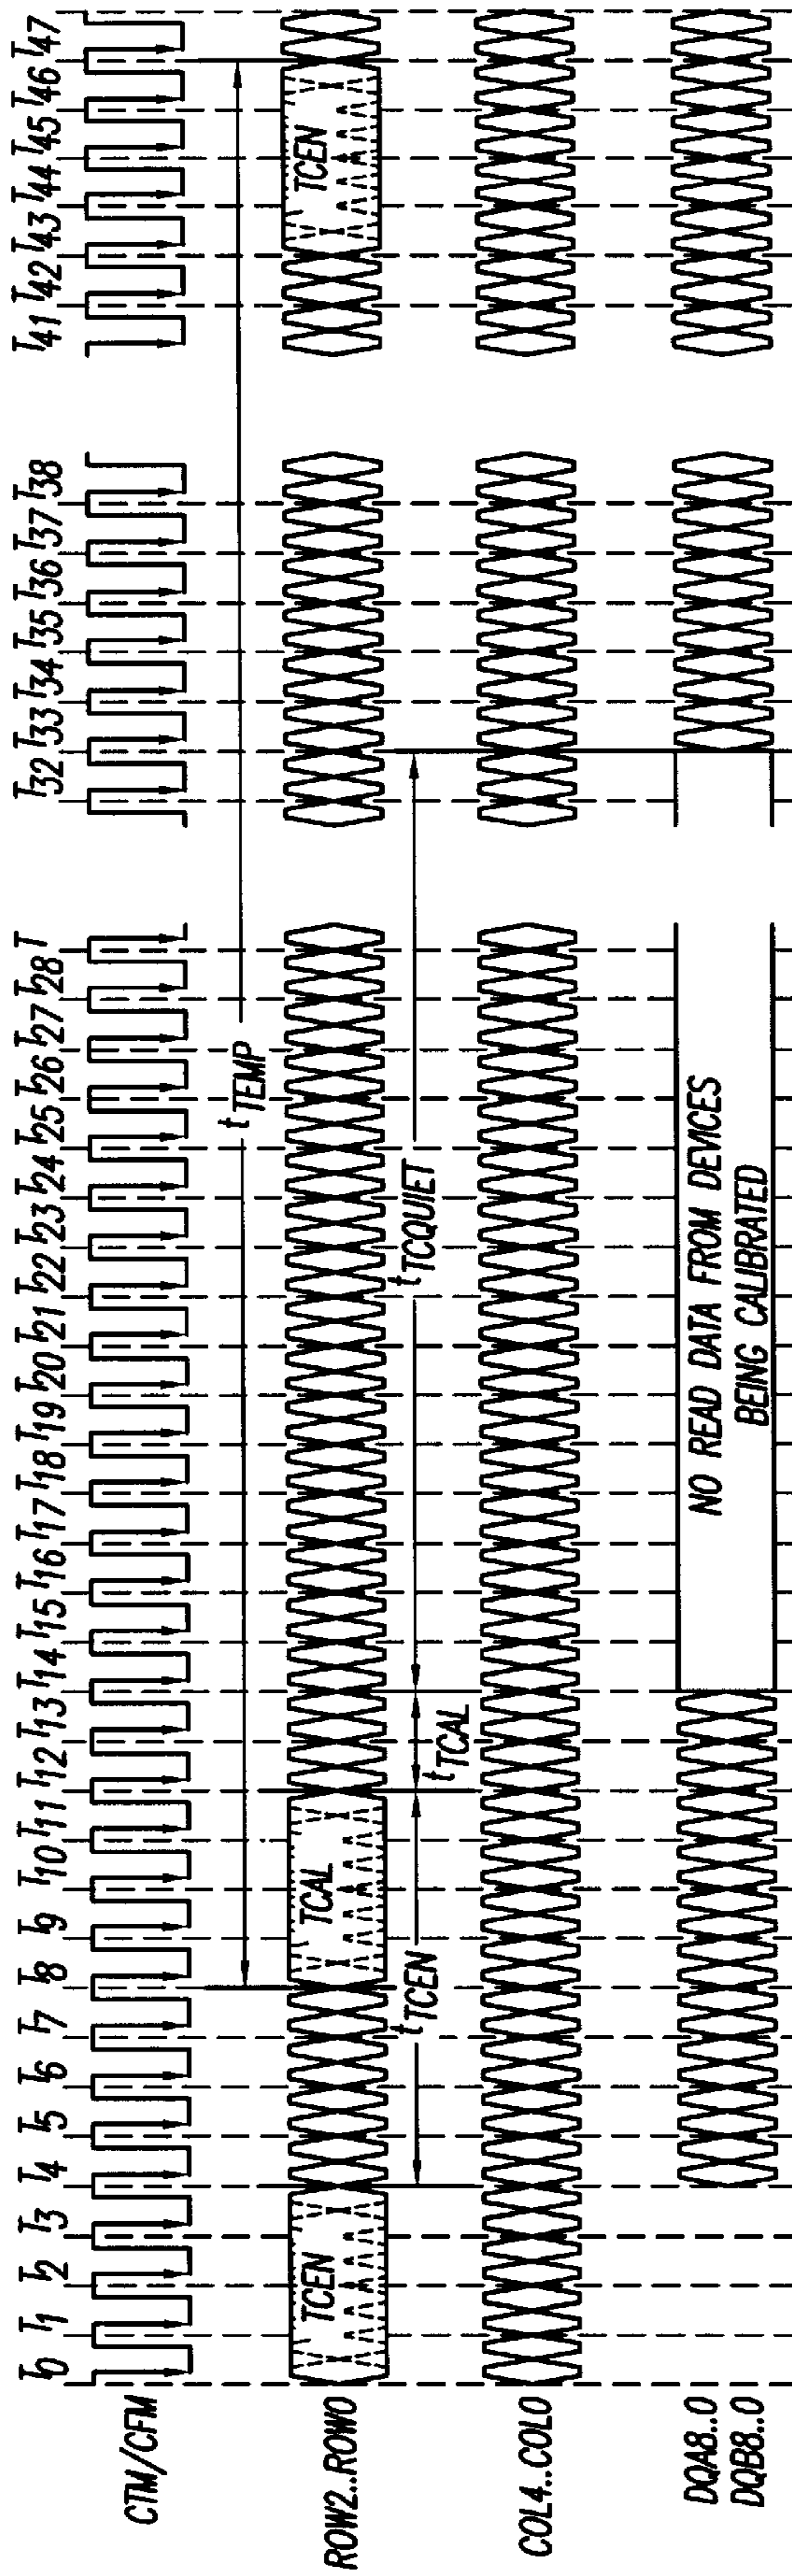 T0 T1 T2 T3 T4 T5 T6 T7 T8 T9 T10 T11 T12 T13 T14 T15 T16 T17 T18 T19 T20 T21 T22 T23 T24 T25 T26 T27 T28 T T32 T33 T34 T35 T36 T37 T38 T41 T42 T43 T44 T45 T46 T47
CTM/CFM
tTEMP
ROW2..ROW0
TCEN TCAL TCEN
tTCEN tTCAL tTCQUIET
COL4..COL0
DQA8..0
DQB8..0
NO READ DATA FROM DEVICES
BEING CALIBRATED